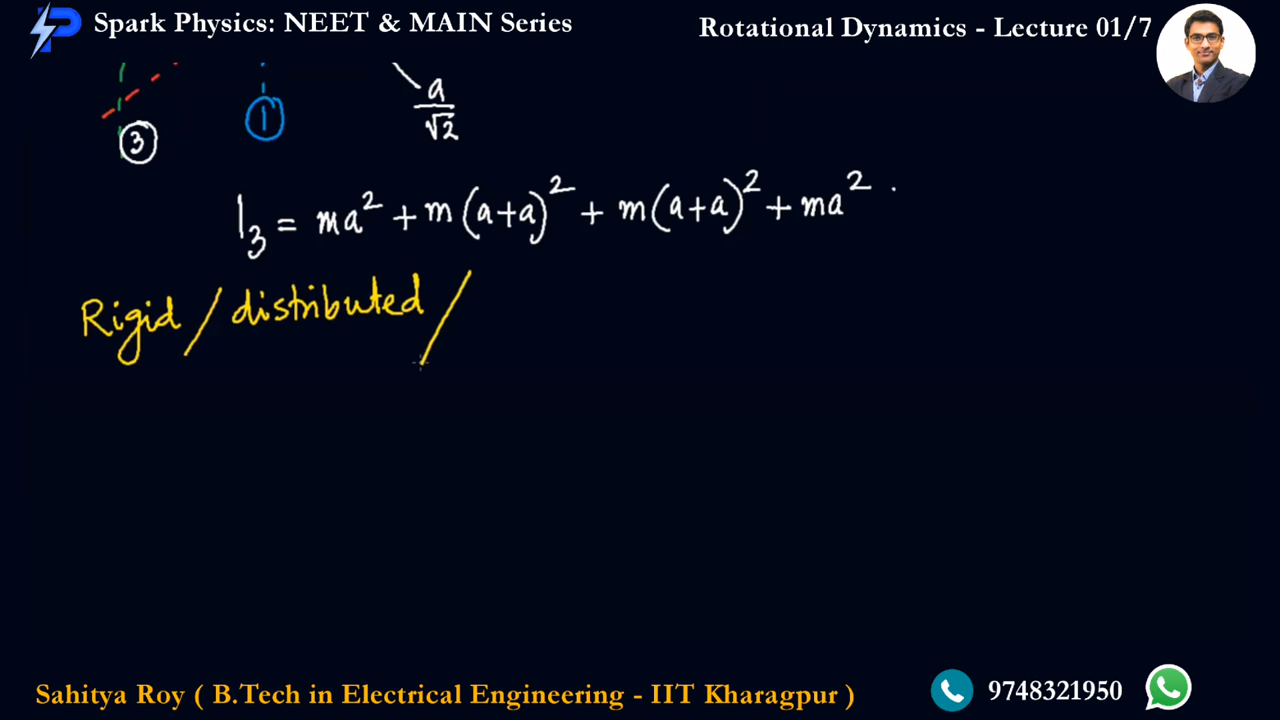 Spark Physics: NEET & MAIN Series
Rotational Dynamics - Lecture 01/7
a/√2
3
1
I₃ = ma² + m(a+a)² + m(a+a)² + ma²
Rigid / distributed /
Sahitya Roy ( B.Tech in Electrical Engineering - IIT Kharagpur )
9748321950